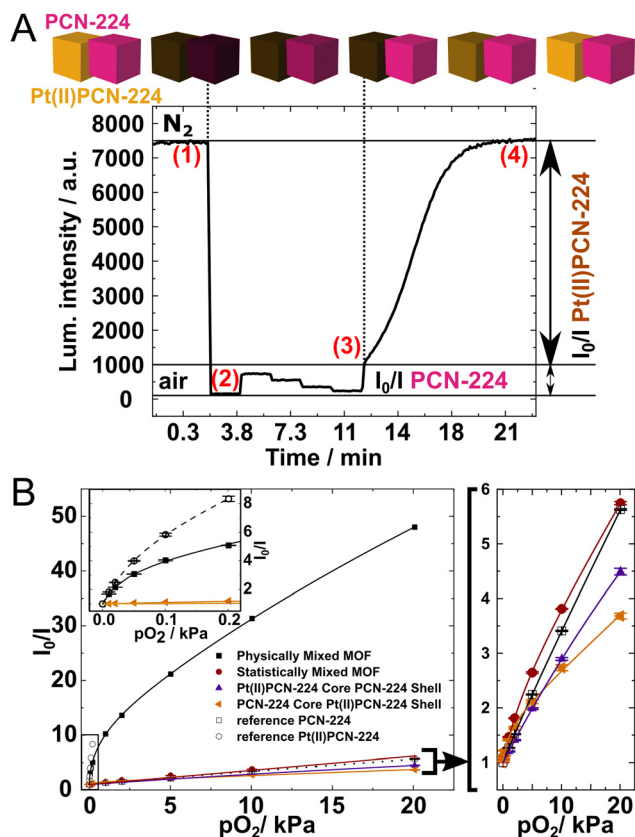 A
PCN-224
Pt(II)PCN-224
8000
7000
6000
5000
4000
3000
2000
1000
0
Lum. intensity / a.u.
N₂
(1)
(2)
(3)
(4)
air
I₀/I PCN-224
I₀/I Pt(II)PCN-224
0.3 3.8 7.3 11 14 18 21
Time / min
B
50
40
30
20
10
0
I₀/I
8
6
4
2
I₀/I
0.0 0.1 0.2
pO₂ / kPa
Physically Mixed MOF
Statistically Mixed MOF
Pt(II)PCN-224 Core PCN-224 Shell
PCN-224 Core Pt(II)PCN-224 Shell
reference PCN-224
reference Pt(II)PCN-224
0 5 10 15 20
pO₂/ kPa
6
5
4
3
2
1
0 5 10 15 20
pO₂/ kPa